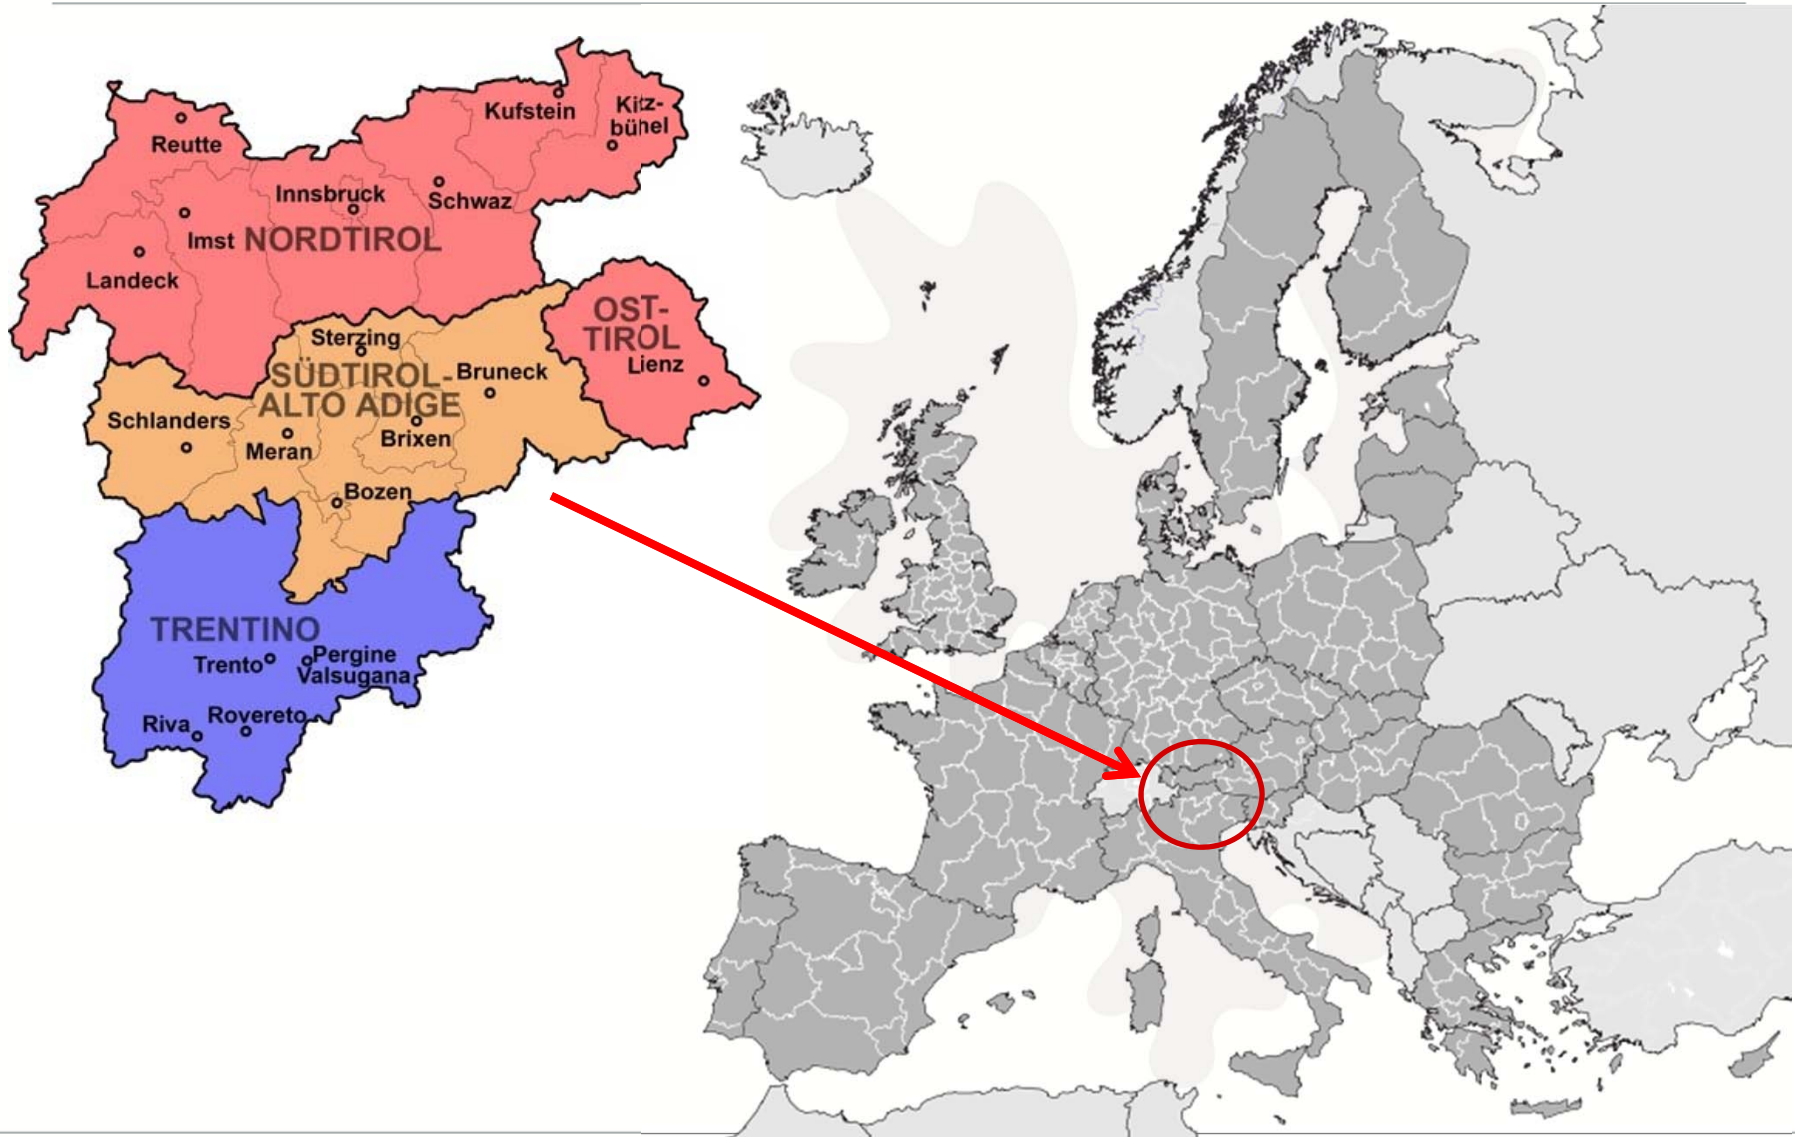 Kufstein
Kitz-
bühel
Reutte
Innsbruck
Schwaz
Imst
NORDTIROL
Landeck
OST-
TIROL
Lienz
Sterzing
SÜDTIROL-
ALTO ADIGE
Bruneck
Schlanders
Meran
Brixen
Bozen
TRENTINO
Trento
Pergine
Valsugana
Riva
Rovereto